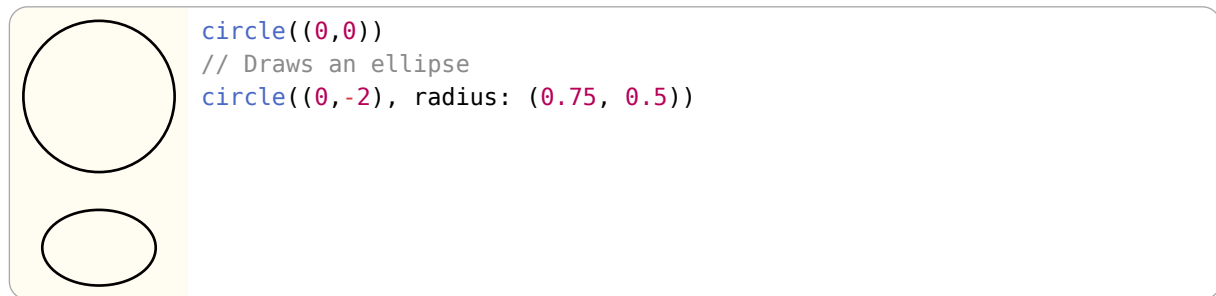 circle((0,0))
// Draws an ellipse
circle((0,-2), radius: (0.75, 0.5))